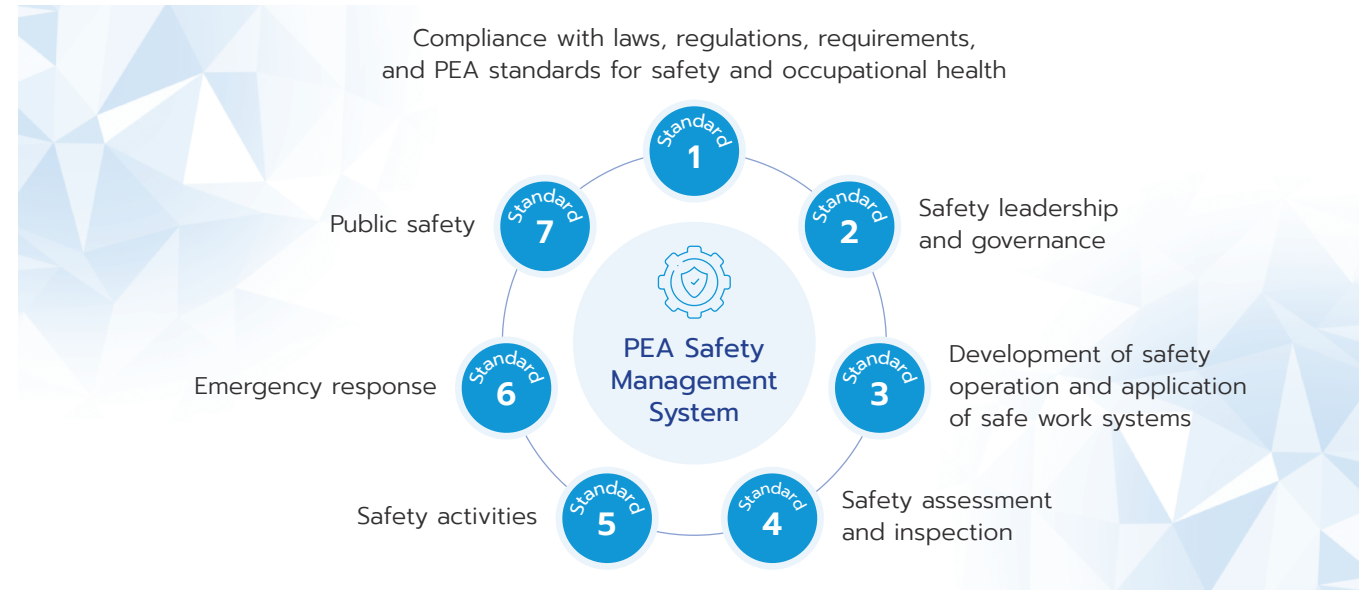 Compliance with laws, regulations, requirements,
and PEA standards for safety and occupational health
Standard
1
Standard
2
Safety leadership
and governance
Standard
3
Development of safety
operation and application
of safe work systems
Standard
4
Safety assessment
and inspection
Standard
5
Safety activities
Standard
6
Emergency response
Standard
7
Public safety
PEA Safety
Management
System